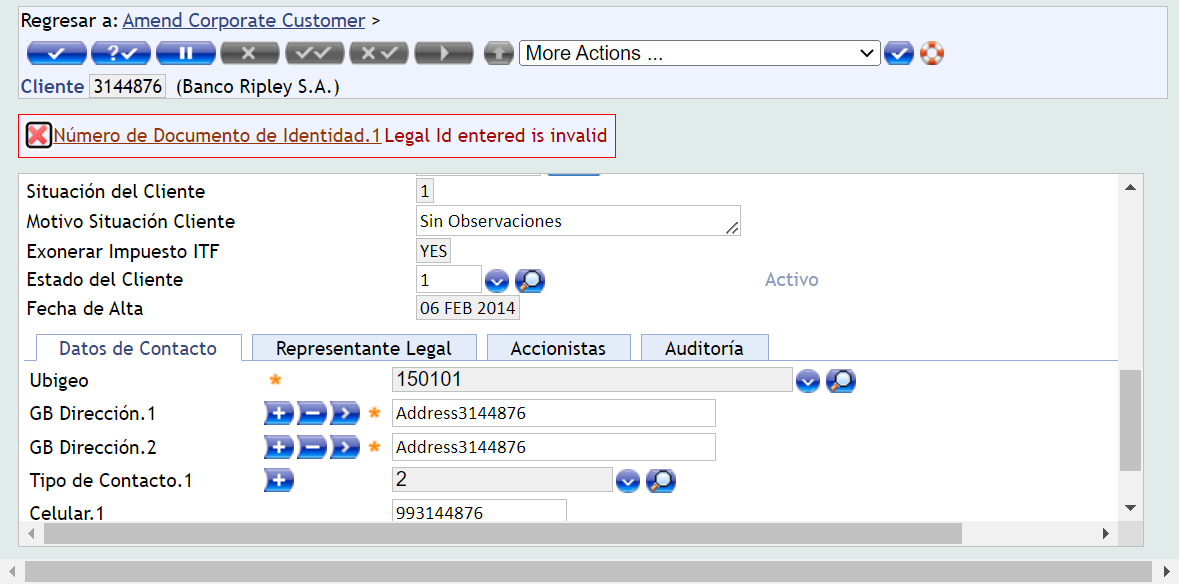 Regresar a: Amend Corporate Customer >
More Actions ...
Cliente 3144876 (Banco Ripley S.A.)
Número de Documento de Identidad.1 Legal Id entered is invalid
Situación del Cliente 1
Motivo Situación Cliente Sin Observaciones
Exonerar Impuesto ITF YES
Estado del Cliente 1 Activo
Fecha de Alta 06 FEB 2014
Datos de Contacto Representante Legal Accionistas Auditoría
Ubigeo * 150101
GB Dirección.1 * Address3144876
GB Dirección.2 * Address3144876
Tipo de Contacto.1 2
Celular.1 993144876